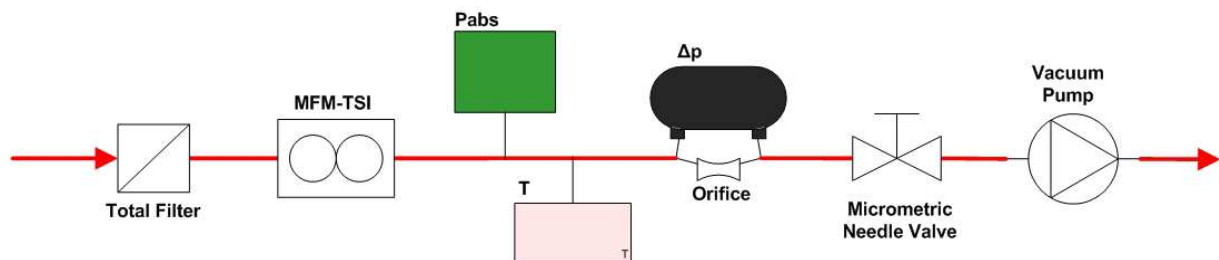 Pabs
Δp
Vacuum
Pump
MFM-TSI
T
Total Filter
Orifice
Micrometric
Needle Valve
T